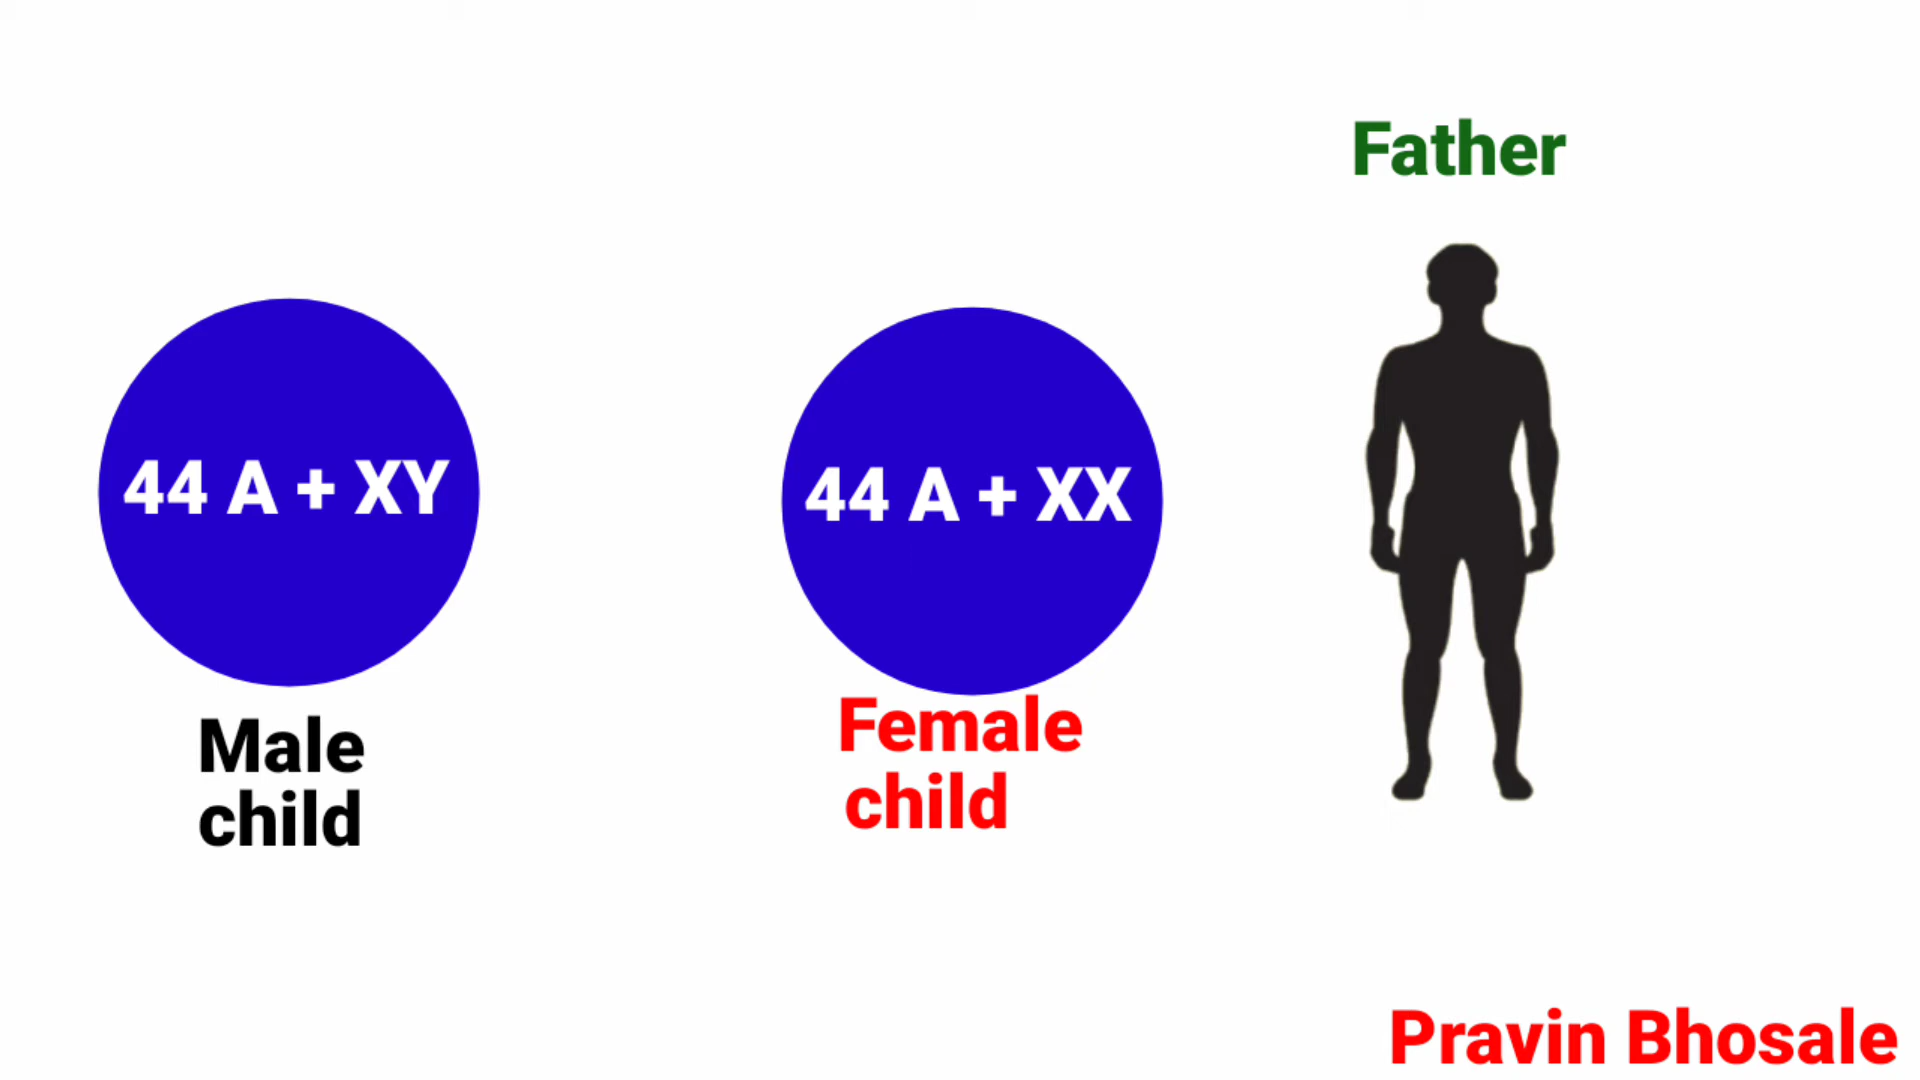 Father
44 A + XY
44 A + XX
Male
child
Female
child
Pravin Bhosale